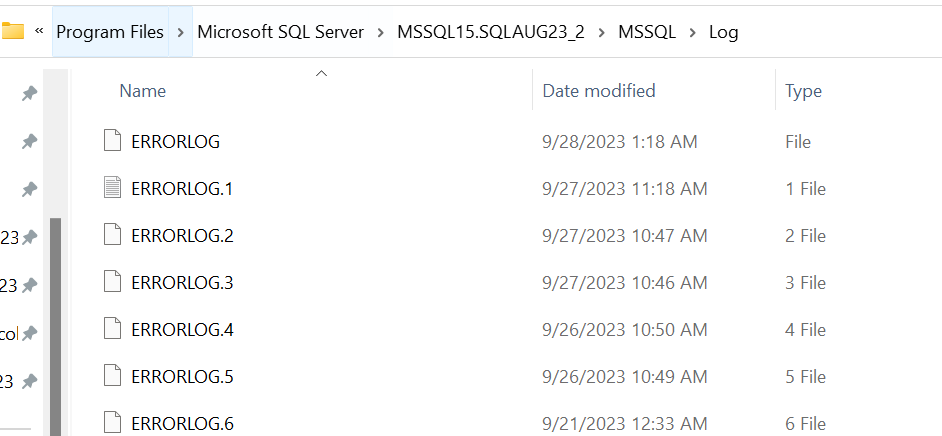 « Program Files > Microsoft SQL Server > MSSQL15.SQLAUG23_2 > MSSQL > Log
Name Date modified Type
ERRORLOG 9/28/2023 1:18 AM File
ERRORLOG.1 9/27/2023 11:18 AM 1 File
ERRORLOG.2 9/27/2023 10:47 AM 2 File
23
ERRORLOG.3 9/27/2023 10:46 AM 3 File
23
ERRORLOG.4 9/26/2023 10:50 AM 4 File
col
ERRORLOG.5 9/26/2023 10:49 AM 5 File
23
ERRORLOG.6 9/21/2023 12:33 AM 6 File